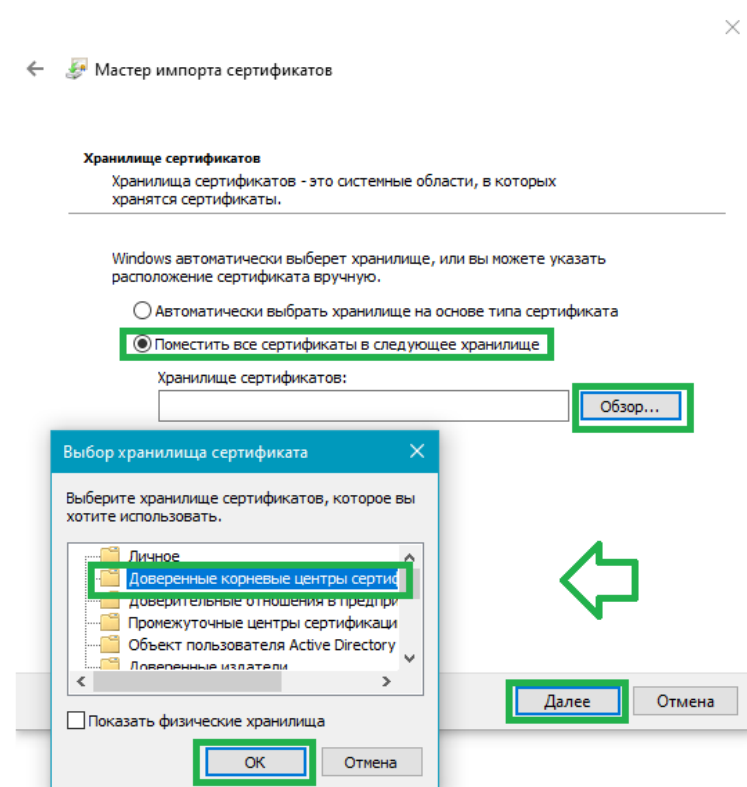 Мастер импорта сертификатов
Хранилище сертификатов
Хранилища сертификатов - это системные области, в которых
хранятся сертификаты.
Windows автоматически выберет хранилище, или вы можете указать
расположение сертификата вручную.
Автоматически выбрать хранилище на основе типа сертификата
Поместить все сертификаты в следующее хранилище
Хранилище сертификатов:
Обзор...
Выбор хранилища сертификата
Выберите хранилище сертификатов, которое вы
хотите использовать.
Личное
Доверенные корневые центры сертиф
Доверительные отношения в предпри
Промежуточные центры сертификаци
Объект пользователя Active Directory
Доверенные издатели
Показать физические хранилища
ОК
Отмена
Далее
Отмена